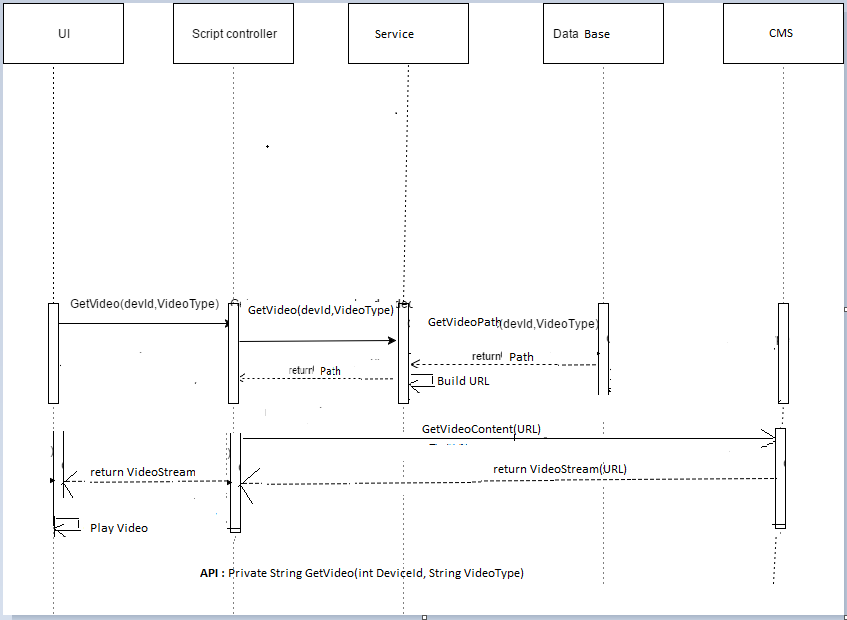 UI
Script controller
Service
Data Base
CMS
GetVideo(devId,VideoType)
GetVideo(devId,VideoType)
GetVideoPath(devId,VideoType)
return Path
return Path
Build URL
GetVideoContent(URL)
return VideoStream
return VideoStream(URL)
Play Video
API : Private String GetVideo(int DeviceId, String VideoType)